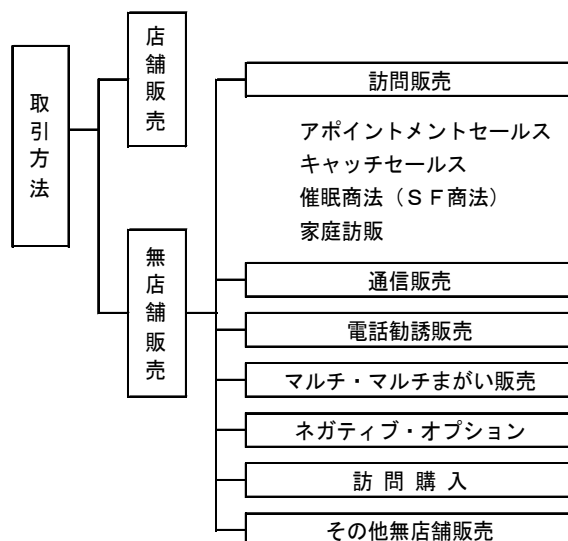 取引方法
店舗販売
無店舗販売
訪問販売
アポイントメントセールス
キャッチセールス
催眠商法（ＳＦ商法）
家庭訪販
通信販売
電話勧誘販売
マルチ・マルチまがい販売
ネガティブ・オプション
訪 問 購 入
その他無店舗販売